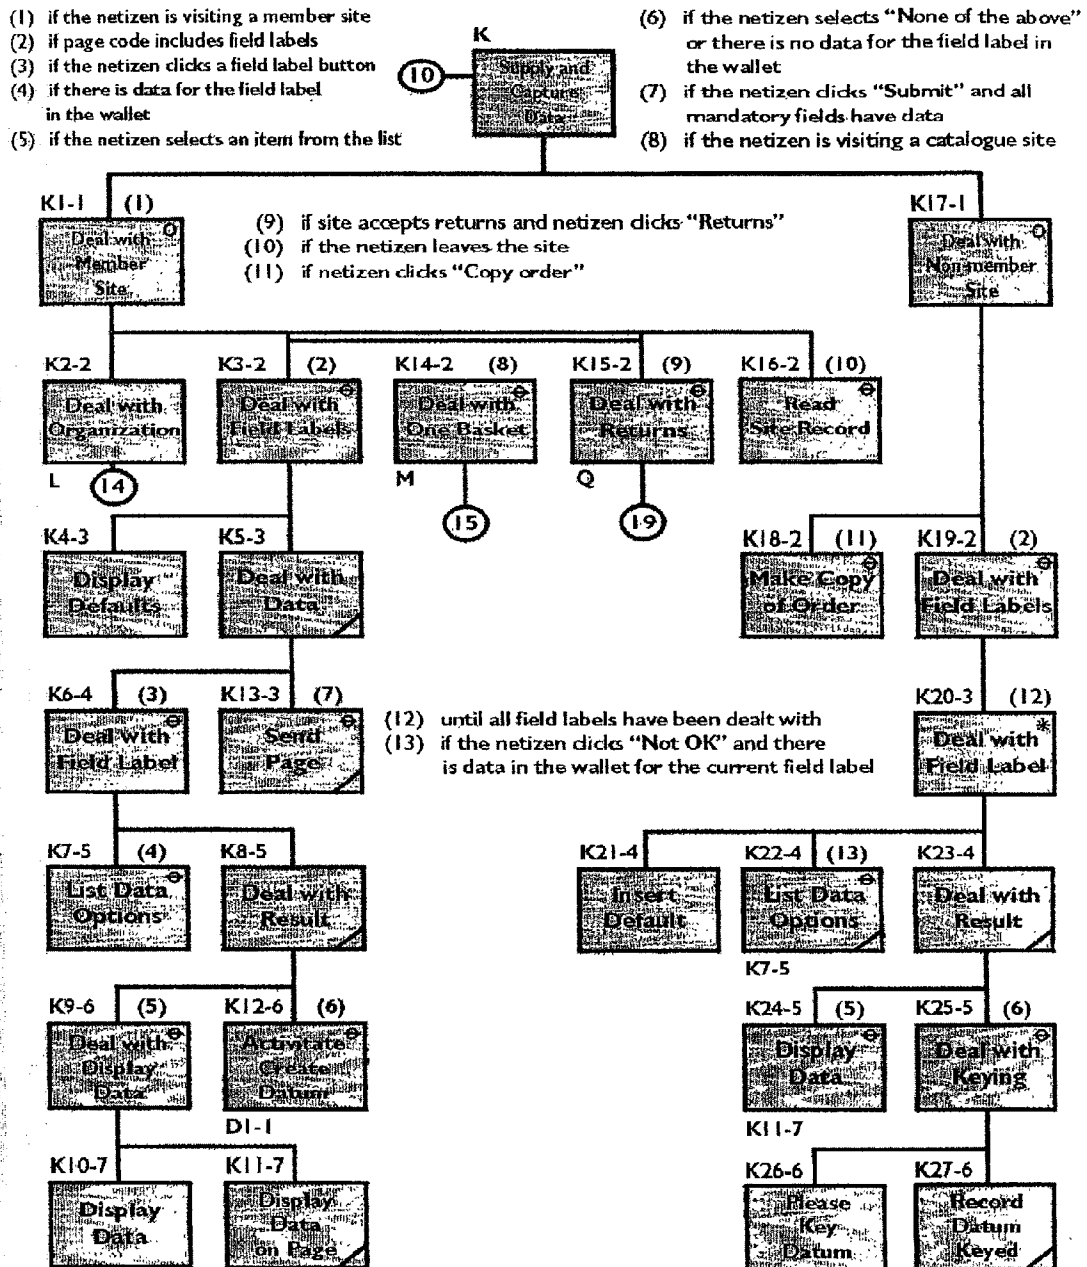 (1) if the netizen is visiting a member site
(2) if page code includes field labels
(3) if the netizen clicks a field label button
(4) if there is data for the field label
in the wallet
(5) if the netizen selects an item from the list
K
10
Supply and
Capture
Data
(6) if the netizen selects “None of the above”
or there is no data for the field label in
the wallet
(7) if the netizen clicks “Submit” and all
mandatory fields have data
(8) if the netizen is visiting a catalogue site
K1-1 (1)
Deal with
Member
Site
(9) if site accepts returns and netizen clicks “Returns”
(10) if the netizen leaves the site
(11) if netizen clicks “Copy order”
K17-1
Deal with
Non-member
Site
K2-2
Deal with
Organization
L 14
K3-2 (2)
Deal with
Field Labels
K14-2 (8)
Deal with
One Basket
M
15
K15-2 (9)
Deal with
Returns
Q
19
K16-2 (10)
Read
Site Record
K4-3
Display
Defaults
K5-3
Deal with
Data
K18-2 (11)
Make Copy
of Order
K19-2 (2)
Deal with
Field Labels
K6-4 (3)
Deal with
Field Label
K13-3 (7)
Send
Page
(12) until all field labels have been dealt with
(13) if the netizen clicks “Not OK” and there
is data in the wallet for the current field label
K20-3 (12)
Deal with *
Field Label
K7-5 (4)
List Data
Options
K8-5
Deal with
Result
K21-4
Insert
Default
K22-4 (13)
List Data
Options
K7-5
K23-4
Deal with
Result
K9-6 (5)
Deal with
Display
Data
K12-6 (6)
Activitate
Create
Datum
D1-1
K24-5 (5)
Display
Data
K11-7
K25-5 (6)
Deal with
Keying
K10-7
Display
Data
K11-7
Display
Data
on Page
K26-6
Please
Key
Datum
K27-6
Record
Datum
Keyed